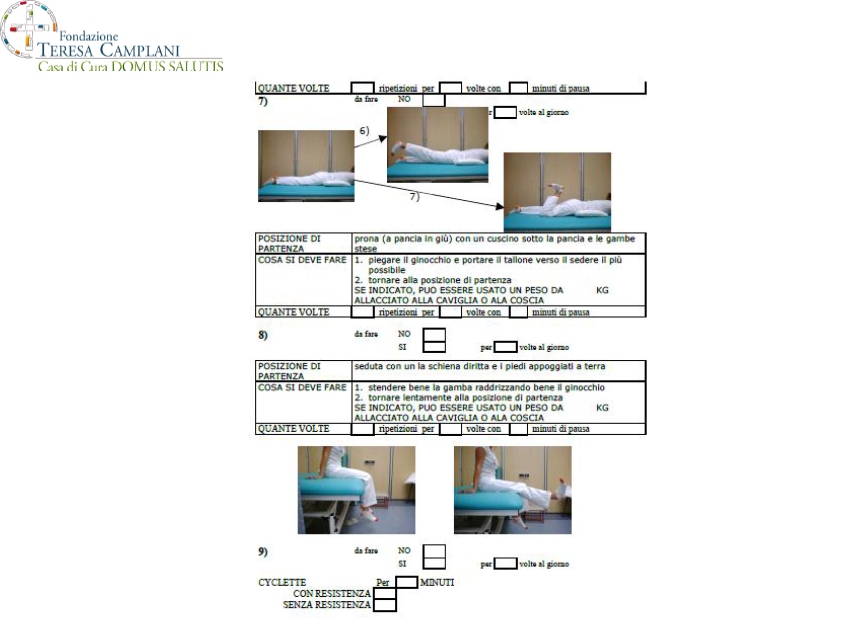 Fondazione
TERESA CAMPLANI
Casa di Cura DOMUS SALUTIS
QUANTE VOLTE ripetizioni per volte con minuti di pausa
7) da fare NO
r volte al giorno
6)
7)
POSIZIONE DI PARTENZA
prona (a pancia in giù) con un cuscino sotto la pancia e le gambe
stese
COSA SI DEVE FARE 1. piegare il ginocchio e portare il tallone verso il sedere il più
possibile
2. tornare alla posizione di partenza
SE INDICATO, PUO ESSERE USATO UN PESO DA KG
ALLACCIATO ALLA CAVIGLIA O ALA COSCIA
QUANTE VOLTE ripetizioni per volte con minuti di pausa
8) da fare NO
SI per volte al giorno
POSIZIONE DI PARTENZA
seduta con un la schiena diritta e i piedi appoggiati a terra
COSA SI DEVE FARE 1. stendere bene la gamba raddrizzando bene il ginocchio
2. tornare lentamente alla posizione di partenza
SE INDICATO, PUO ESSERE USATO UN PESO DA KG
ALLACCIATO ALLA CAVIGLIA O ALA COSCIA
QUANTE VOLTE ripetizioni per volte con minuti di pausa
9) da fare NO
SI per volte al giorno
CYCLETTE Per MINUTI
CON RESISTENZA
SENZA RESISTENZA